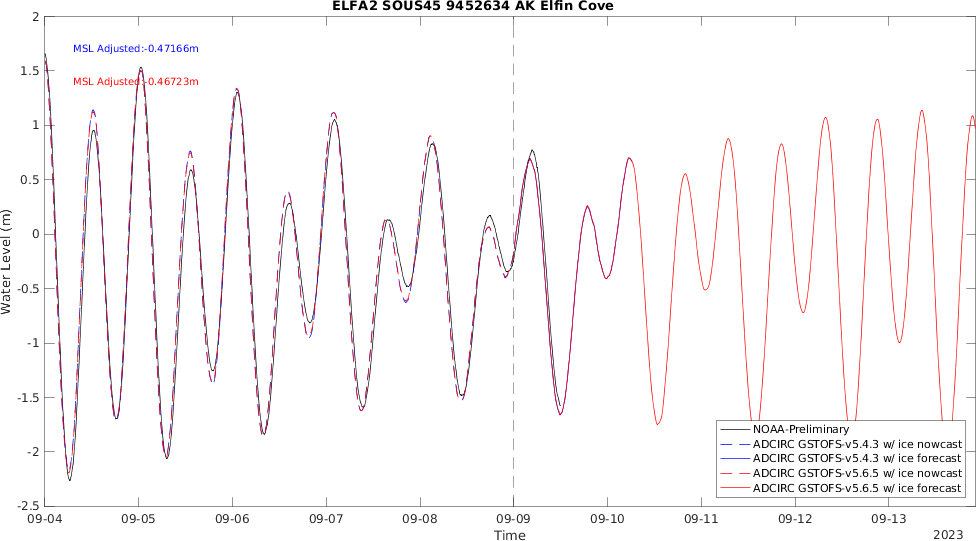 ELFA2 SOUS45 9452634 AK Elfin Cove
MSL Adjusted:-0.47166m
MSL Adjusted:-0.46723m
2
1.5
1
0.5
0
-0.5
-1
-1.5
-2
-2.5
Water Level (m)
NOAA-Preliminary
ADCIRC GSTOFS-v5.4.3 w/ ice nowcast
ADCIRC GSTOFS-v5.4.3 w/ ice forecast
ADCIRC GSTOFS-v5.6.5 w/ ice nowcast
ADCIRC GSTOFS-v5.6.5 w/ ice forecast
09-04 09-05 09-06 09-07 09-08 09-09 09-10 09-11 09-12 09-13
Time
2023